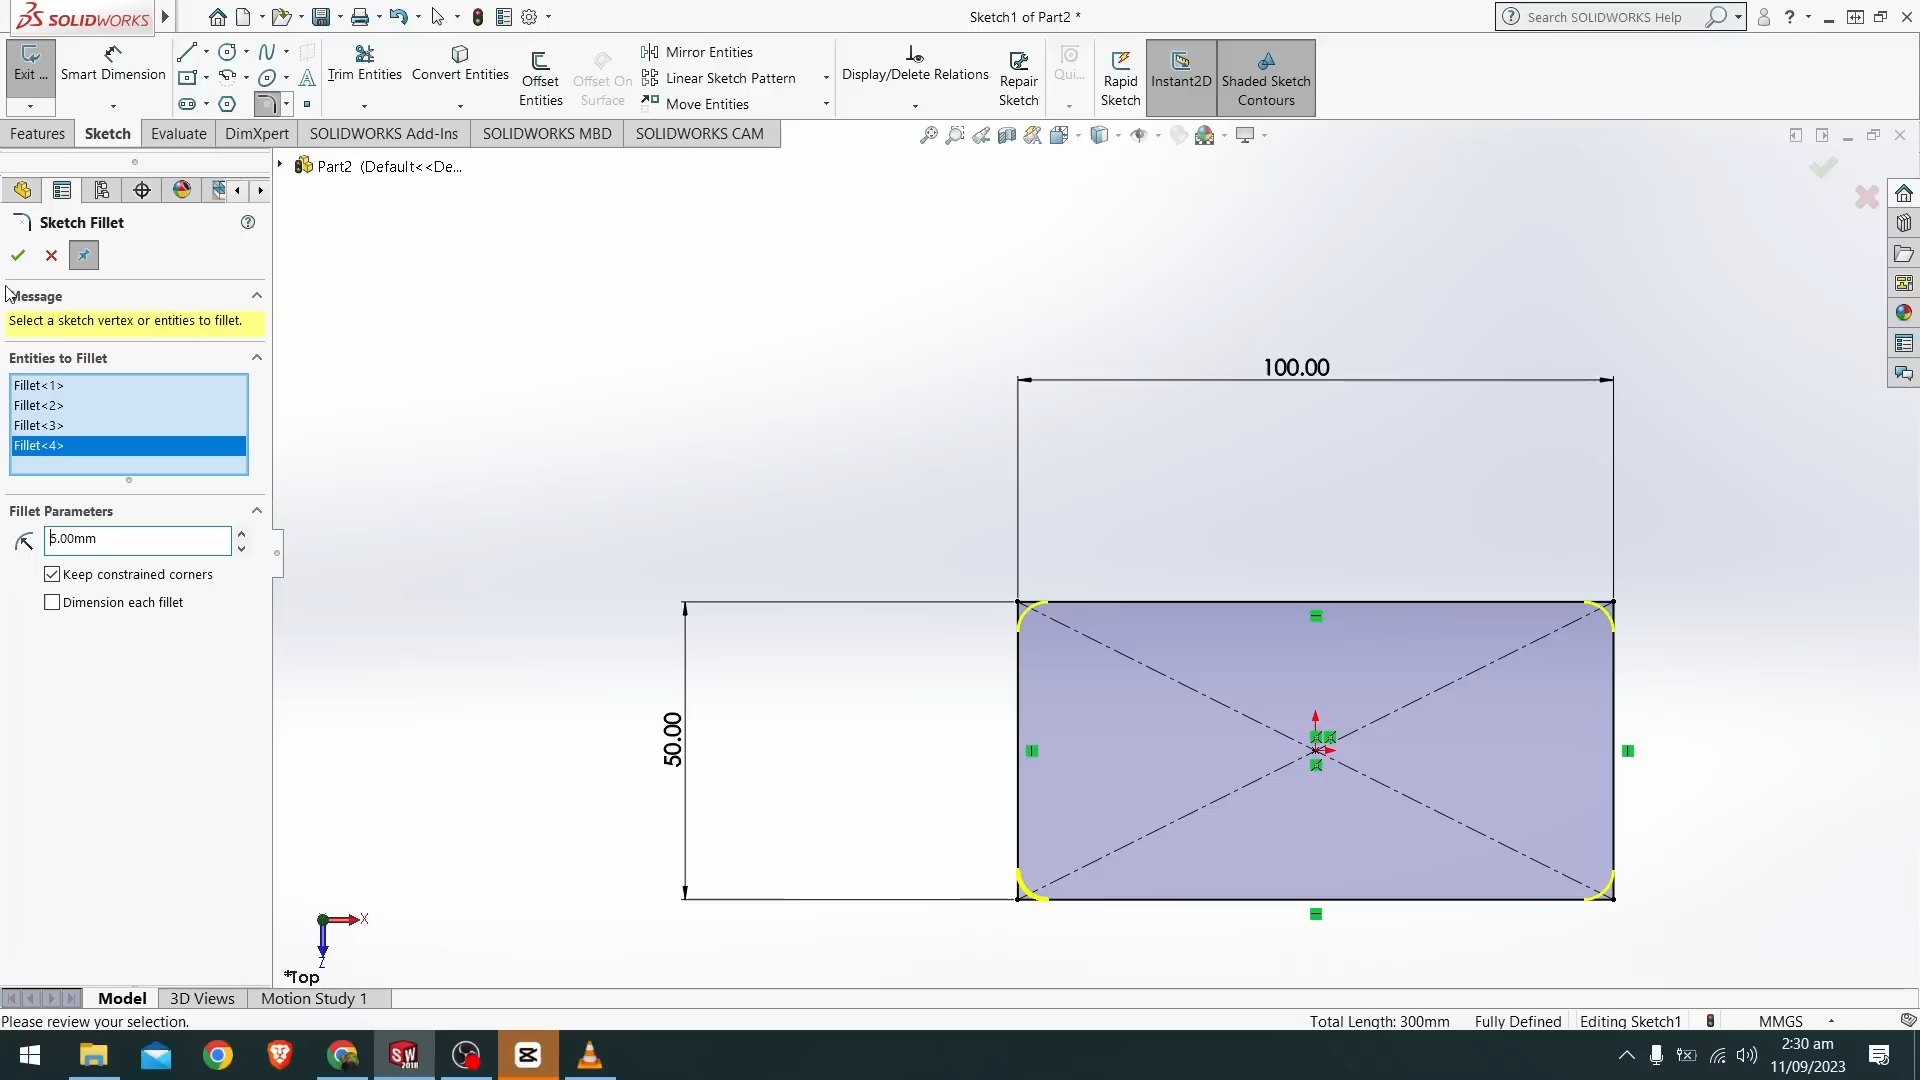 SOLIDWORKS
Sketch1 of Part2 *
Search SOLIDWORKS Help
Exit ...
Smart Dimension
Trim Entities
Convert Entities
Offset
Entities
Offset On
Surface
Mirror Entities
Linear Sketch Pattern
Move Entities
Display/Delete Relations
Repair
Sketch
Qui...
Rapid
Sketch
Instant2D
Shaded Sketch
Contours
Features
Sketch
Evaluate
DimXpert
SOLIDWORKS Add-Ins
SOLIDWORKS MBD
SOLIDWORKS CAM
Part2 (Default<<De...
Sketch Fillet
Message
Select a sketch vertex or entities to fillet.
Entities to Fillet
Fillet<1>
Fillet<2>
Fillet<3>
Fillet<4>
Fillet Parameters
5.00mm
Keep constrained corners
Dimension each fillet
100.00
50.00
X
Z
*Top
Model
3D Views
Motion Study 1
Please review your selection.
Total Length: 300mm
Fully Defined
Editing Sketch1
MMGS
SW
2018
2:30 am
11/09/2023